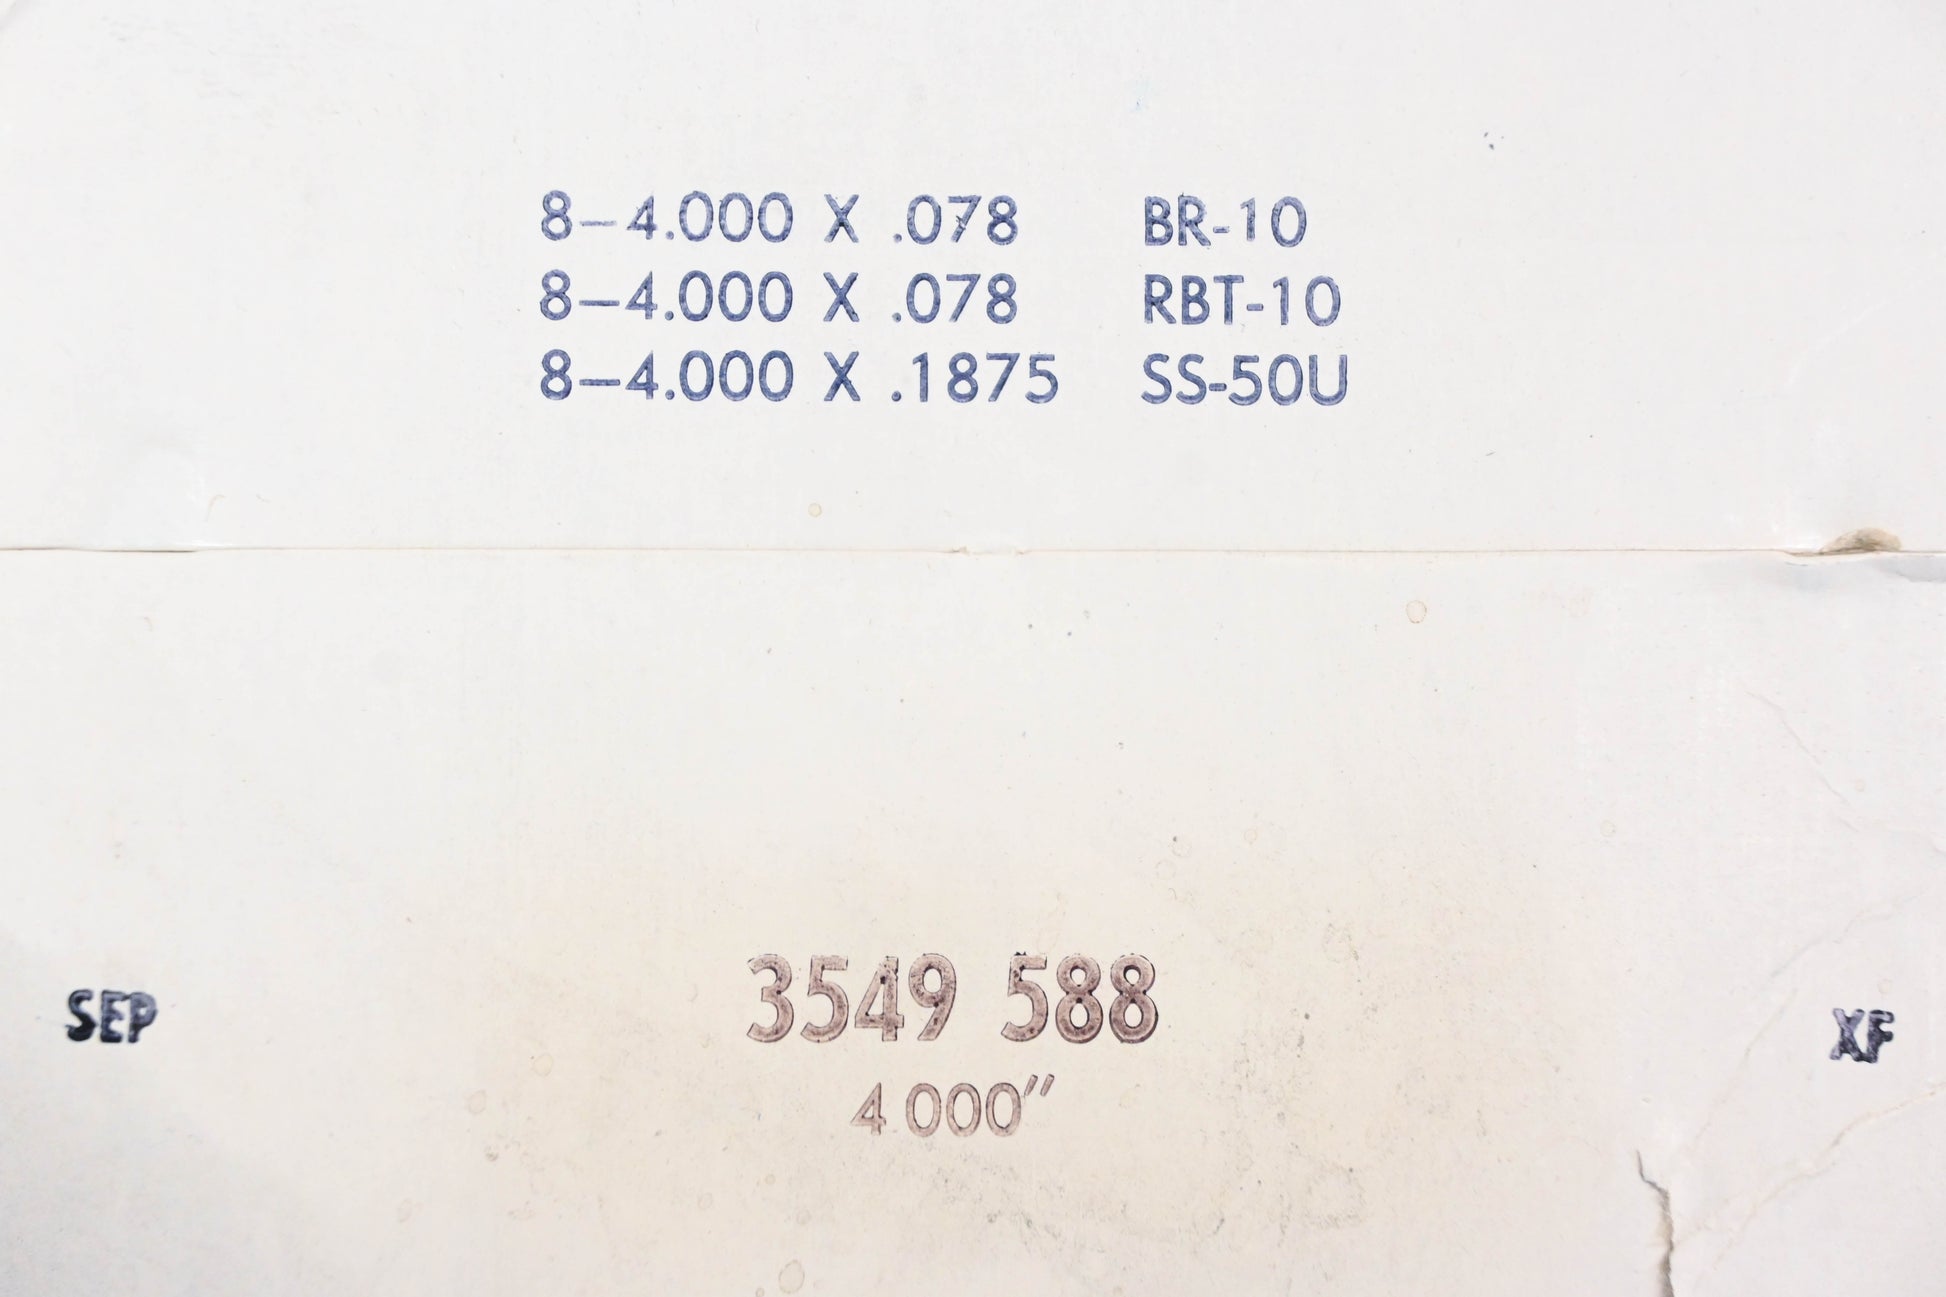 8–4.000 X .078 BR-10
8–4.000 X .078 RBT-10
8–4.000 X .1875 SS-50U
3549 588
SEP
XF
4.000"